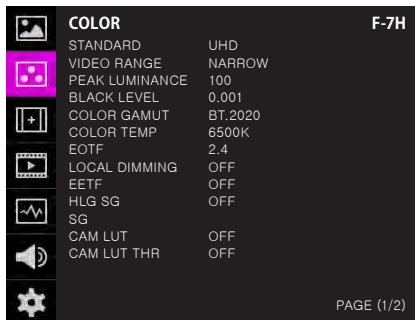 COLOR F-7H
STANDARD UHD
VIDEO RANGE NARROW
PEAK LUMINANCE 100
BLACK LEVEL 0.001
COLOR GAMUT BT.2020
COLOR TEMP 6500K
EOTF 2.4
LOCAL DIMMING OFF
EETF OFF
HLG SG OFF
SG
CAM LUT OFF
CAM LUT THR OFF
PAGE (1/2)